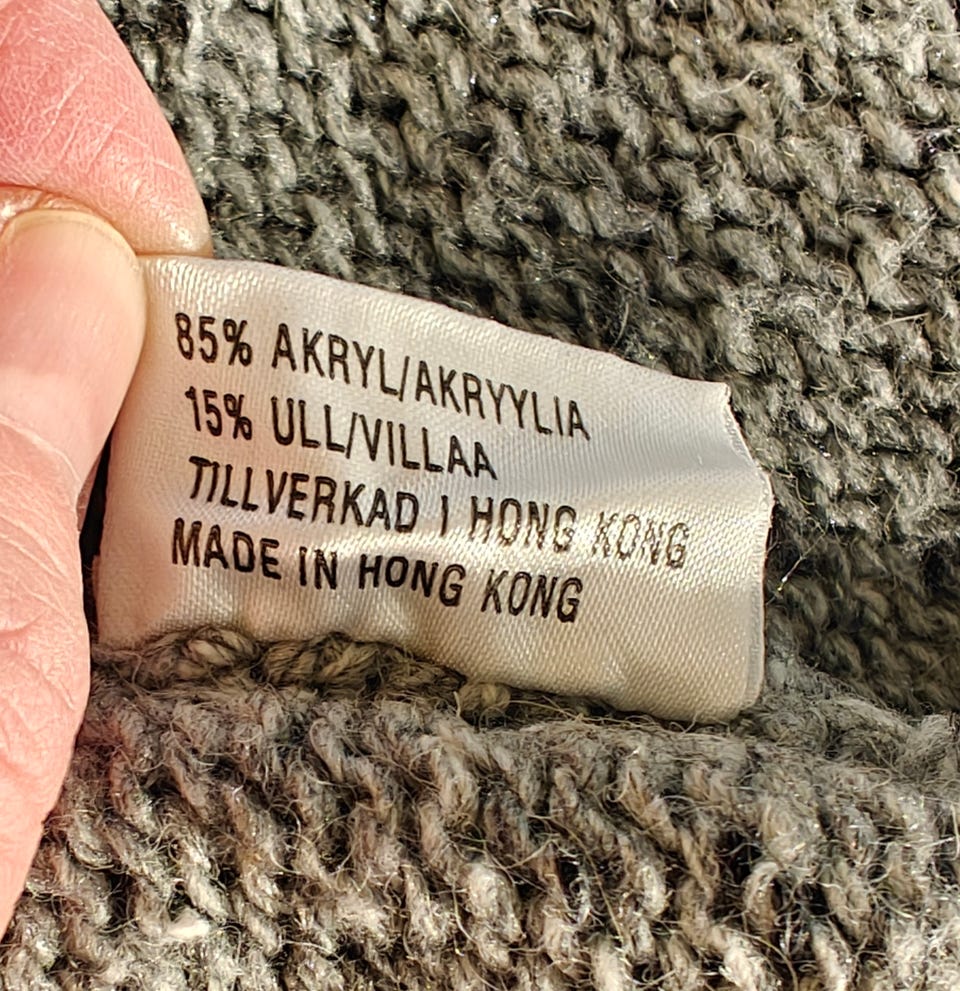 85% AKRYL/AKRYYLIA
15% ULL/VILLAA
TILLVERKAD I HONG KONG
MADE IN HONG KONG